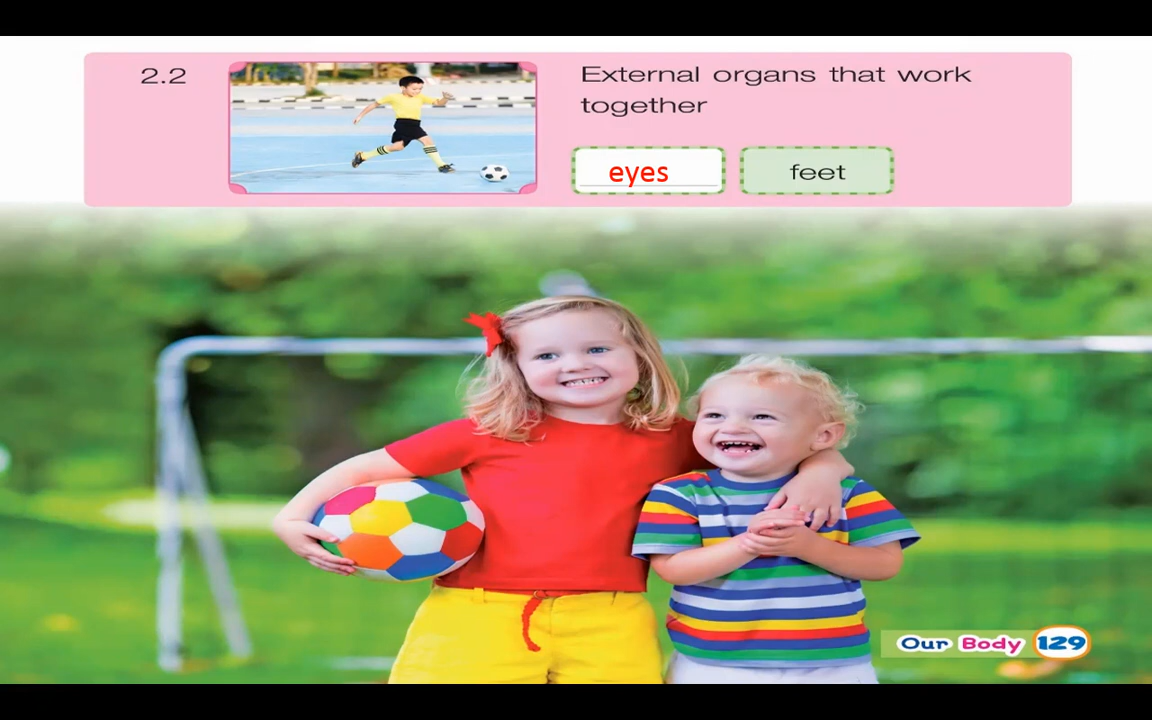 2.2
External organs that work
together
eyes
feet
Our Body 129